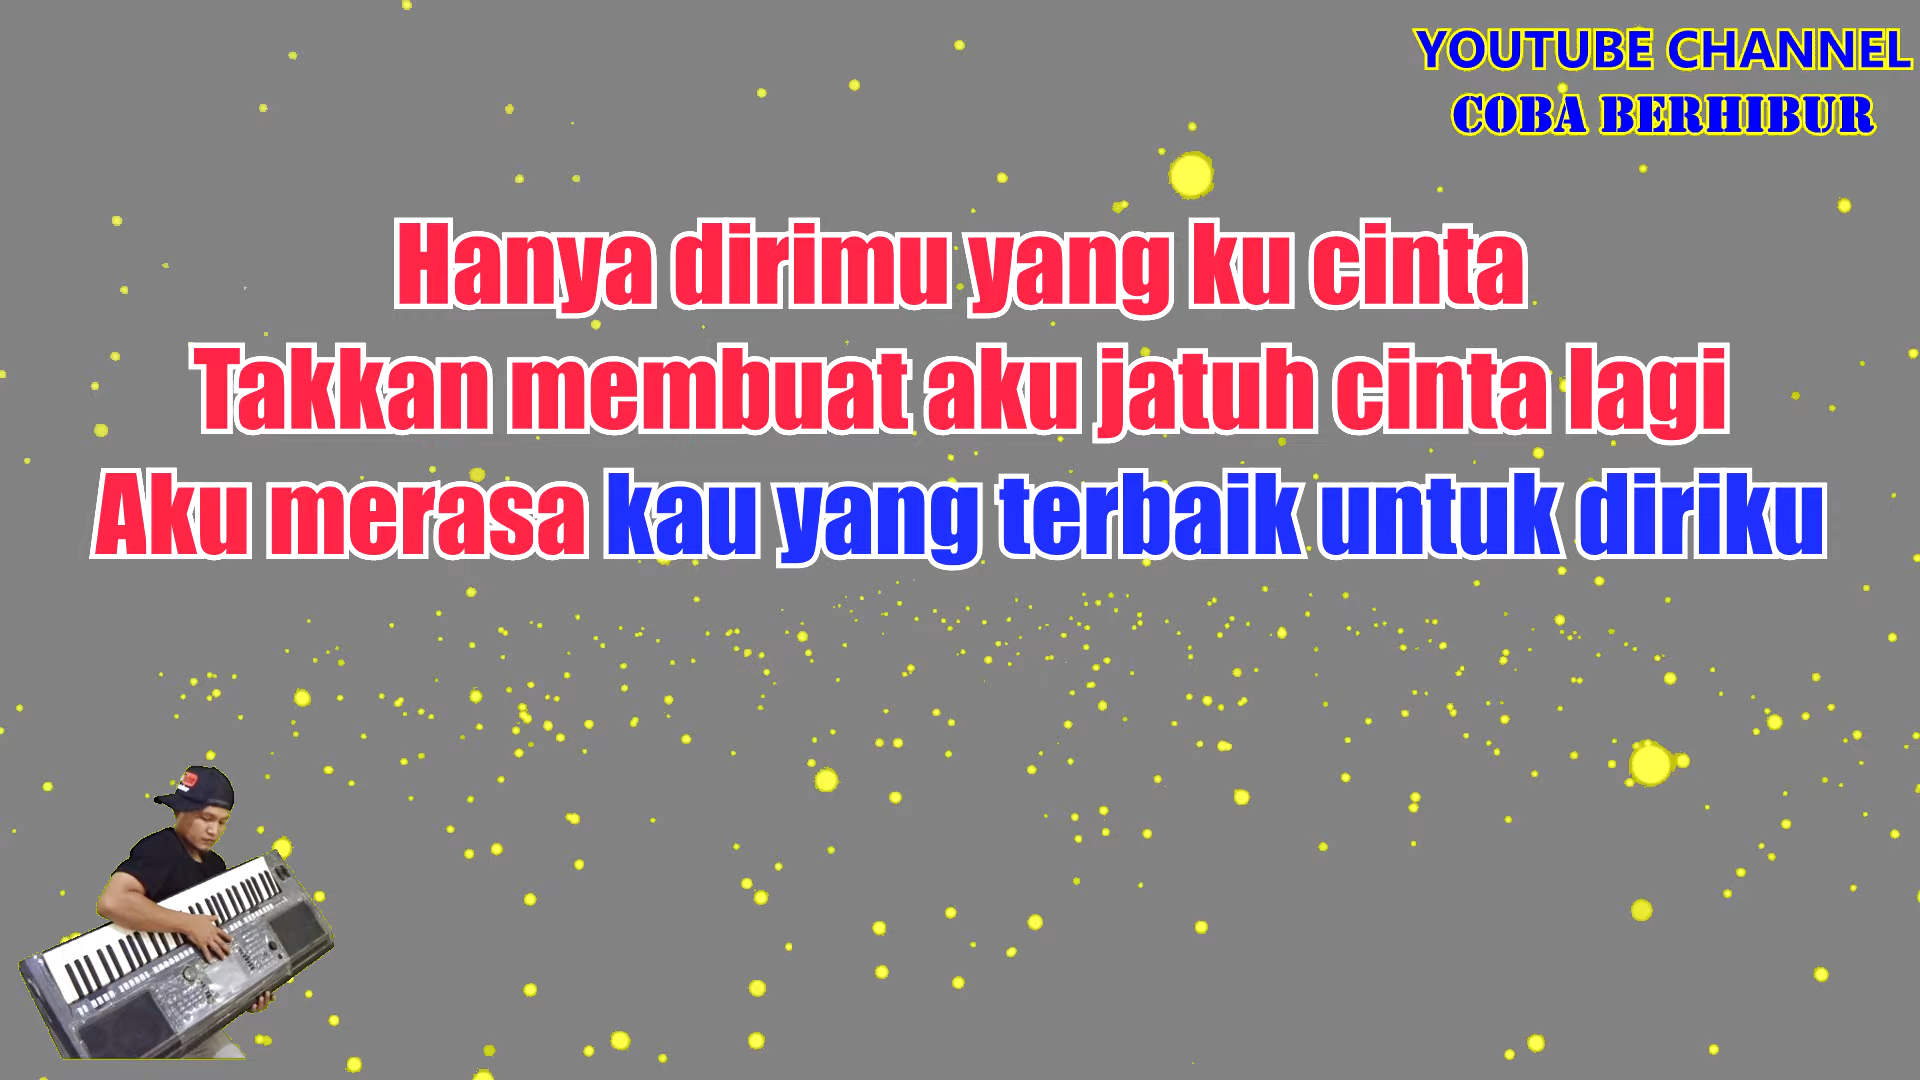 YOUTUBE CHANNEL
COBA BERHIBUR
Hanya dirimu yang ku cinta
Takkan membuat aku jatuh cinta lagi
Aku merasa kau yang terbaik untuk diriku